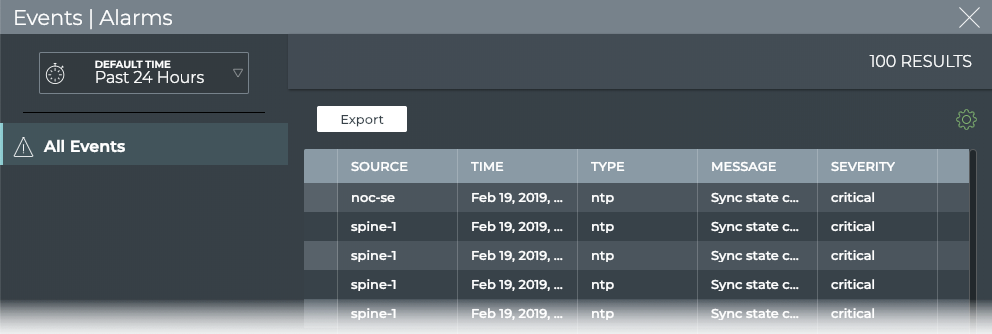 Events | Alarms
DEFAULT TIME
Past 24 Hours
100 RESULTS
All Events
Export
SOURCE TIME TYPE MESSAGE SEVERITY
noc-se Feb 19, 2019, ... ntp Sync state c... critical
spine-1 Feb 19, 2019, ... ntp Sync state c... critical
spine-1 Feb 19, 2019, ... ntp Sync state c... critical
spine-1 Feb 19, 2019, ... ntp Sync state c... critical
spine-1 Feb 19, 2019, ... ntp Sync state c... critical